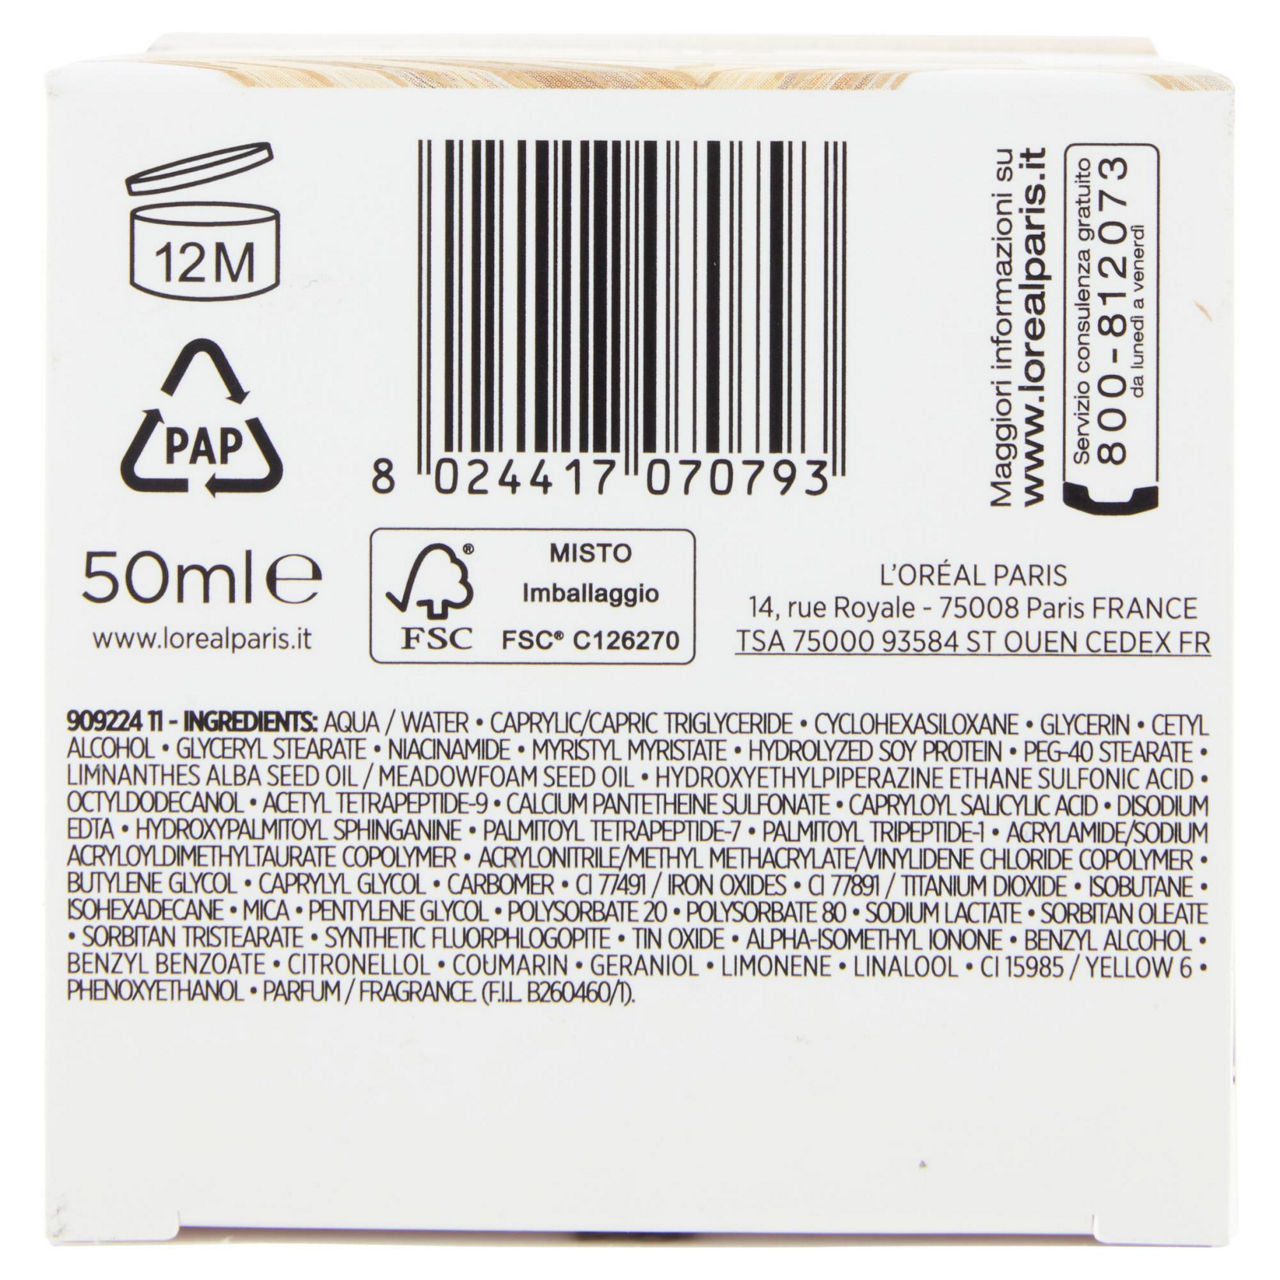 12M
PAP
8 024417 070793
Maggiori informazioni su
www.lorealparis.it
Servizio consulenza gratuito
800-812073
da lunedì a venerdì
50ml e
www.lorealparis.it
FSC
MISTO
Imballaggio
FSC® C126270
L'ORÉAL PARIS
14, rue Royale - 75008 Paris FRANCE
TSA 75000 93584 ST OUEN CEDEX FR
909224 11 - INGREDIENTS: AQUA / WATER • CAPRYLIC/CAPRIC TRIGLYCERIDE • CYCLOHEXASILOXANE • GLYCERIN • CETYL
ALCOHOL • GLYCERYL STEARATE • NIACINAMIDE • MYRISTYL MYRISTATE • HYDROLYZED SOY PROTEIN • PEG-40 STEARATE •
LIMNANTHES ALBA SEED OIL / MEADOWFOAM SEED OIL • HYDROXYETHYLPIPERAZINE ETHANE SULFONIC ACID •
OCTYLDODECANOL • ACETYL TETRAPEPTIDE-9 • CALCIUM PANTETHEINE SULFONATE • CAPRYLOYL SALICYLIC ACID • DISODIUM
EDTA • HYDROXYPALMITOYL SPHINGANINE • PALMITOYL TETRAPEPTIDE-7 • PALMITOYL TRIPEPTIDE-1 • ACRYLAMIDE/SODIUM
ACRYLOYLDIMETHYLTAURATE COPOLYMER • ACRYLONITRILE/METHYL METHACRYLATE/VINYLIDENE CHLORIDE COPOLYMER •
BUTYLENE GLYCOL • CAPRYLYL GLYCOL • CARBOMER • CI 77491 / IRON OXIDES • CI 77891 / TITANIUM DIOXIDE • ISOBUTANE •
ISOHEXADECANE • MICA • PENTYLENE GLYCOL • POLYSORBATE 20 • POLYSORBATE 80 • SODIUM LACTATE • SORBITAN OLEATE
• SORBITAN TRISTEARATE • SYNTHETIC FLUORPHLOGOPITE • TIN OXIDE • ALPHA-ISOMETHYL IONONE • BENZYL ALCOHOL •
BENZYL BENZOATE • CITRONELLOL • COUMARIN • GERANIOL • LIMONENE • LINALOOL • CI 15985 / YELLOW 6 •
PHENOXYETHANOL • PARFUM / FRAGRANCE. (F.I.L. B260460/1).